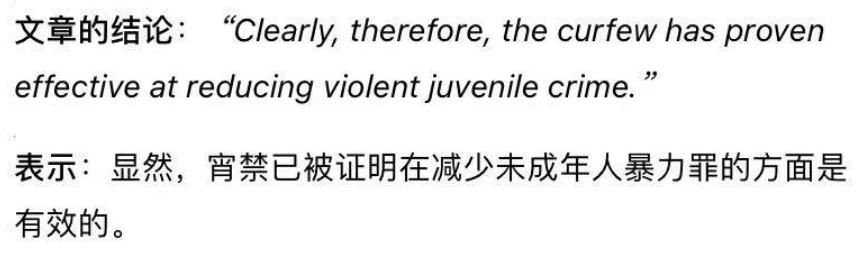 文章的结论： “Clearly, therefore, the curfew has proven
effective at reducing violent juvenile crime.”
表示：显然，宵禁已被证明在减少未成年人暴力罪的方面是
有效的。